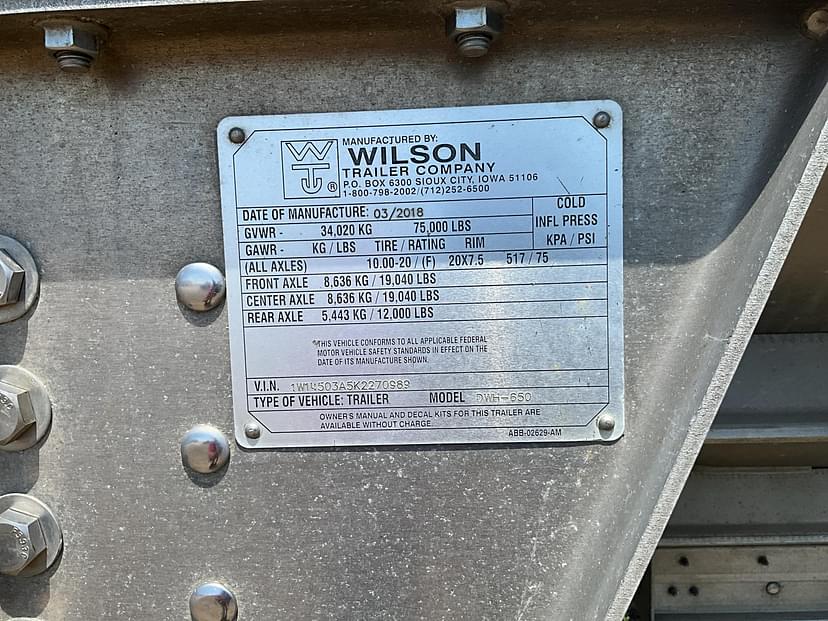 MANUFACTURED BY:
WILSON
TRAILER COMPANY
P.O. BOX 6300 SIOUX CITY, IOWA 51106
1-800-798-2002/(712)252-6500
WT ®
DATE OF MANUFACTURE: 03/2018
COLD
INFL PRESS
KPA / PSI
GVWR - 34,020 KG 75,000 LBS
GAWR - KG / LBS TIRE / RATING RIM
(ALL AXLES) 10.00-20 / (F) 20X7.5 517 / 75
FRONT AXLE 8,636 KG / 19,040 LBS
CENTER AXLE 8,636 KG / 19,040 LBS
REAR AXLE 5,443 KG / 12,000 LBS
THIS VEHICLE CONFORMS TO ALL APPLICABLE FEDERAL
MOTOR VEHICLE SAFETY STANDARDS IN EFFECT ON THE
DATE OF ITS MANUFACTURE SHOWN.
V.I.N. 1W14503A5K2270989
TYPE OF VEHICLE: TRAILER MODEL DWH-650
OWNER'S MANUAL AND DECAL KITS FOR THIS TRAILER ARE
AVAILABLE WITHOUT CHARGE.
ABB-02629-AM